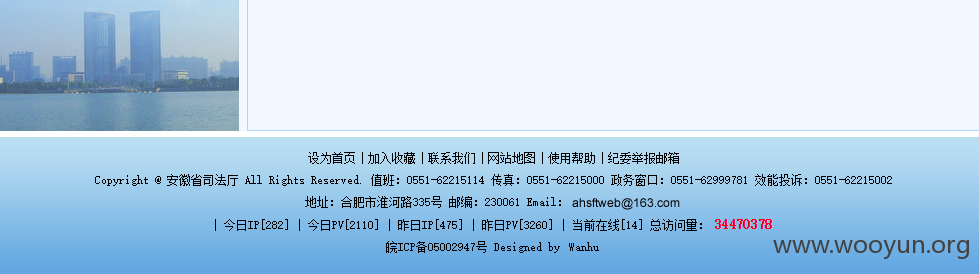 设为首页 | 加入收藏 | 联系我们 | 网站地图 | 使用帮助 | 纪委举报邮箱
Copyright @ 安徽省司法厅 All Rights Reserved. 值班：0551-62215114 传真：0551-62215000 政务窗口：0551-62999781 效能投诉：0551-62215002
地址：合肥市淮河路335号 邮编：230061 Email： ahsftweb@163.com
| 今日IP[282] | 今日PV[2110] | 昨日IP[475] | 昨日PV[3260] | 当前在线[14] 总访问量： 34470378
皖ICP备05002947号 Designed by Wanhu
www.wooyun.org